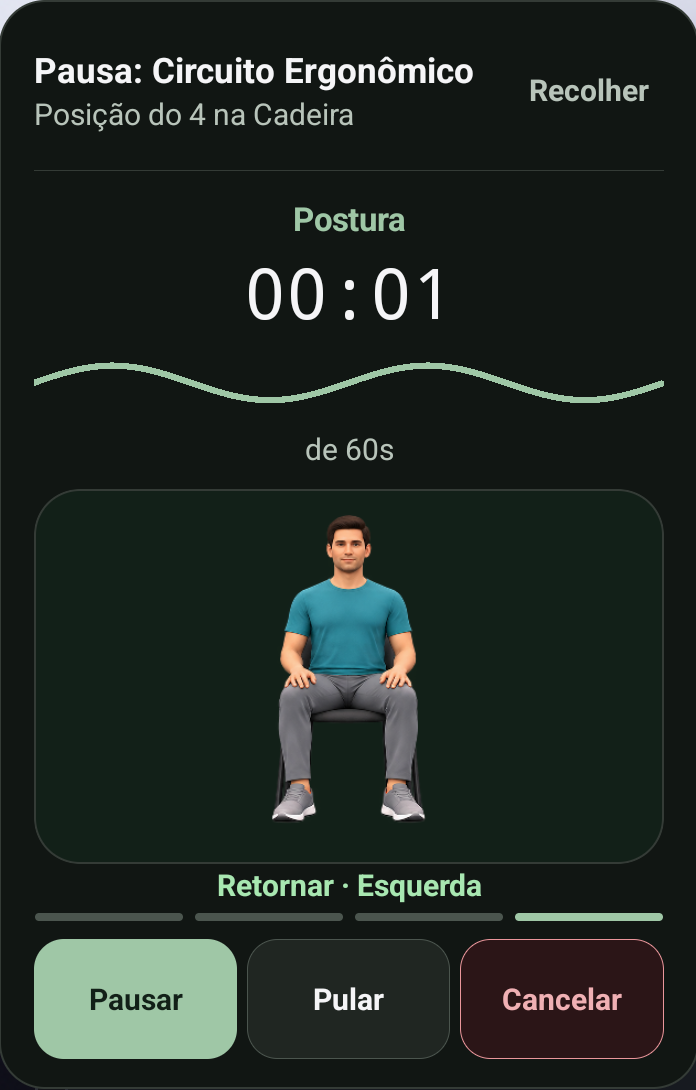 Pausa: Circuito Ergonômico
Recolher
Posição do 4 na Cadeira
Postura
00:01
de 60s
Retornar · Esquerda
Pausar
Pular
Cancelar